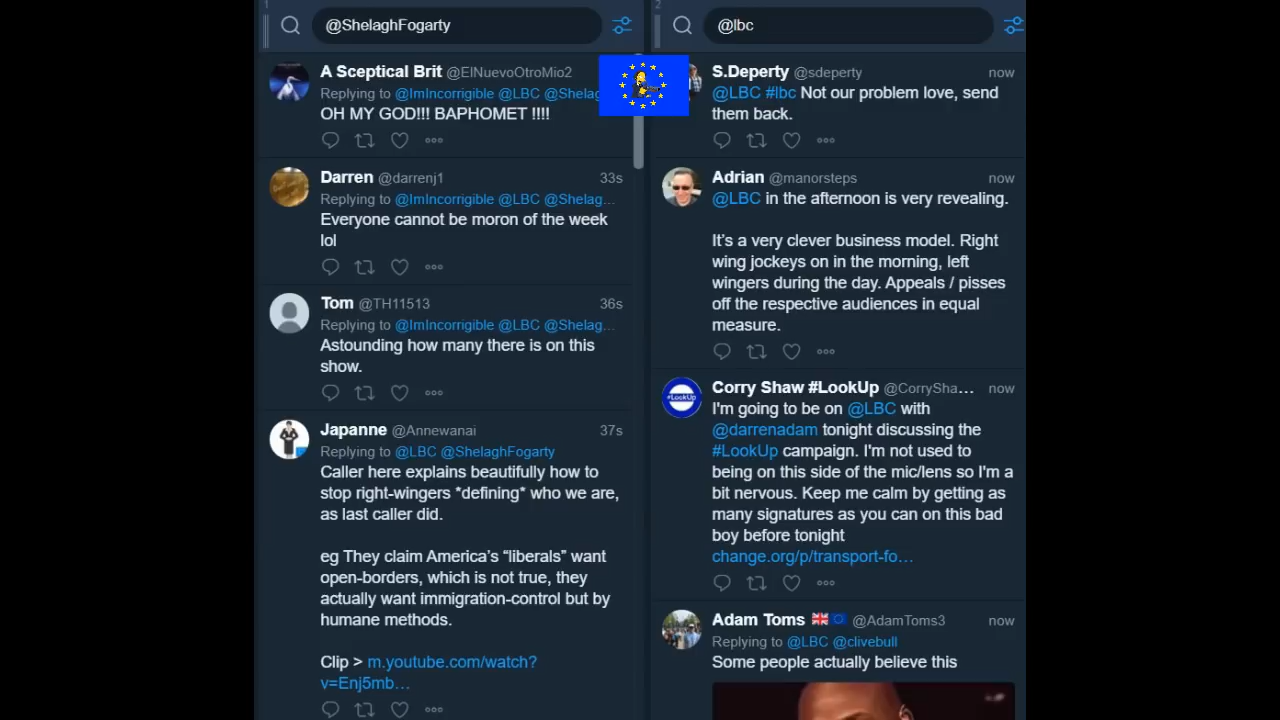 1
@ShelaghFogarty
A Sceptical Brit @ElNuevoOtroMio2
Replying to @ImIncorrigible @LBC @Shelag
OH MY GOD!!! BAPHOMET !!!!
Darren @darrenj1 33s
Replying to @ImIncorrigible @LBC @Shelag…
Everyone cannot be moron of the week
lol
Tom @TH11513 36s
Replying to @ImIncorrigible @LBC @Shelag…
Astounding how many there is on this
show.
Japanne @Annewanai 37s
Replying to @LBC @ShelaghFogarty
Caller here explains beautifully how to
stop right-wingers *defining* who we are,
as last caller did.
eg They claim America’s “liberals” want
open-borders, which is not true, they
actually want immigration-control but by
humane methods.
Clip > m.youtube.com/watch?
v=Enj5mb…
2
@lbc
S.Deperty @sdeperty now
@LBC #lbc Not our problem love, send
them back.
Adrian @manorsteps now
@LBC in the afternoon is very revealing.
It’s a very clever business model. Right
wing jockeys on in the morning, left
wingers during the day. Appeals / pisses
off the respective audiences in equal
measure.
Corry Shaw #LookUp @CorrySha… now
#LookUp
I'm going to be on @LBC with
@darrenadam tonight discussing the
#LookUp campaign. I'm not used to
being on this side of the mic/lens so I'm a
bit nervous. Keep me calm by getting as
many signatures as you can on this bad
boy before tonight
change.org/p/transport-fo…
Adam Toms @AdamToms3 now
Replying to @LBC @clivebull
Some people actually believe this